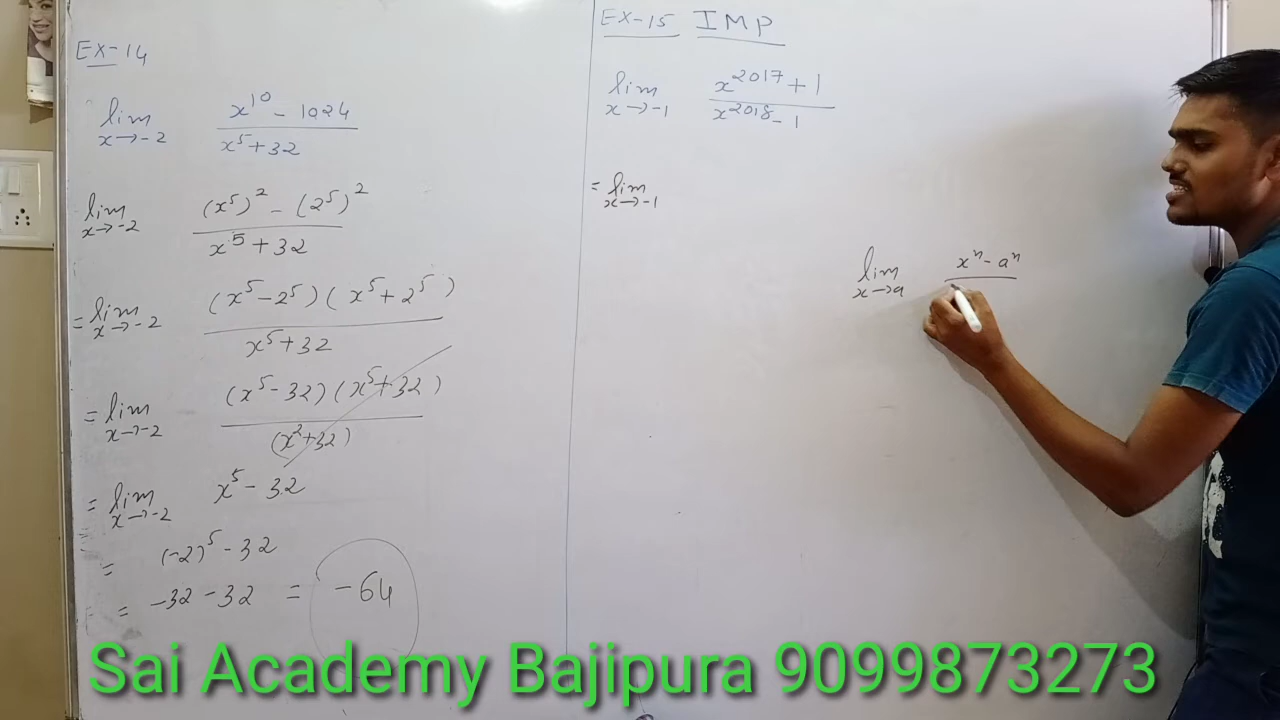 EX-14
lim x→-2 x^10 - 1024 / x^5 + 32
lim x→-2 (x^5)^2 - (2^5)^2 / x^5 + 32
= lim x→-2 (x^5 - 2^5)(x^5 + 2^5) / x^5 + 32
= lim x→-2 (x^5 - 32)(x^5 + 32) / (x^2 + 32)
= lim x→-2 x^5 - 32
= (-2)^5 - 32
= -32 - 32 = -64
EX-15 IMP
lim x→-1 x^2017 + 1 / x^2018 - 1
= lim x→-1
lim x→a x^n - a^n
Sai Academy Bajipura 9099873273